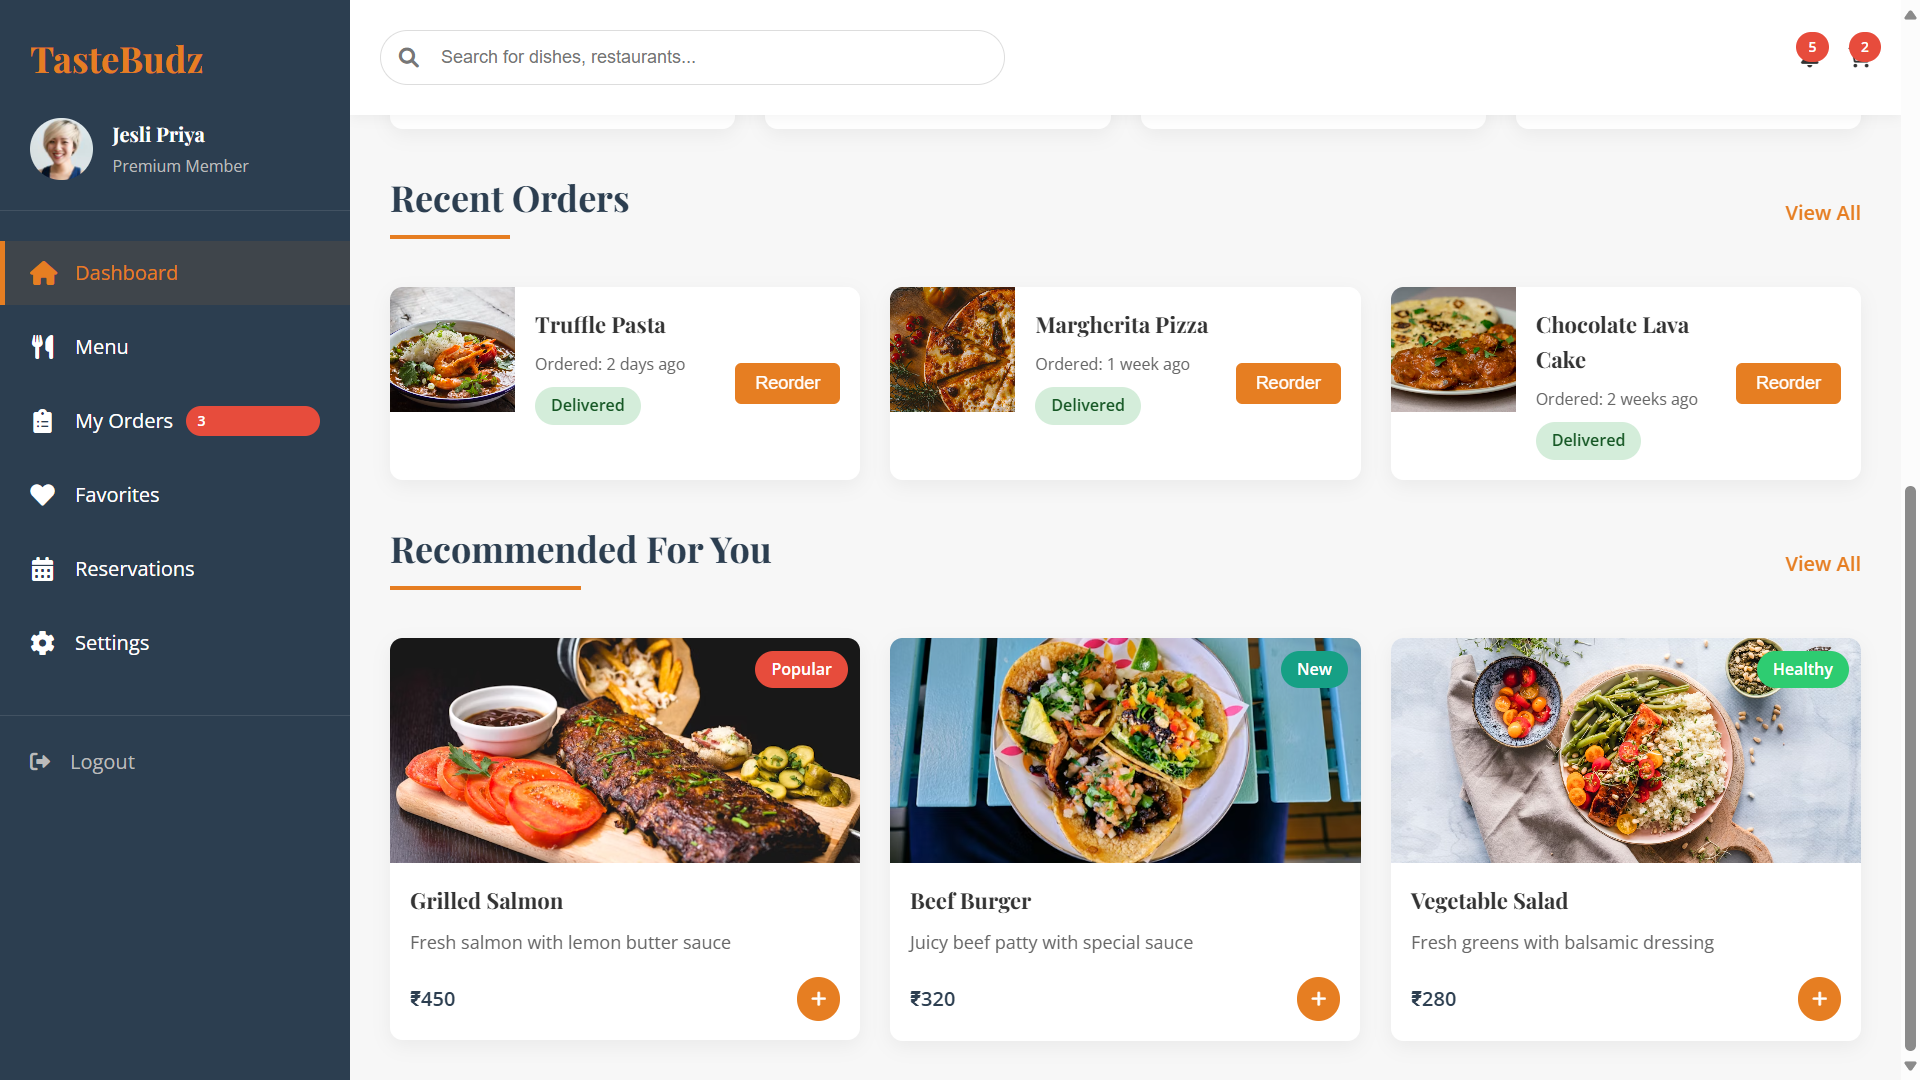 TasteBudz
Jesli Priya
Premium Member
Dashboard
Menu
My Orders 3
Favorites
Reservations
Settings
Logout
Search for dishes, restaurants...
5 2
Recent Orders
View All
Truffle Pasta
Ordered: 2 days ago
Delivered
Reorder
Margherita Pizza
Ordered: 1 week ago
Delivered
Reorder
Chocolate Lava
Cake
Ordered: 2 weeks ago
Delivered
Reorder
Recommended For You
View All
Popular
Grilled Salmon
Fresh salmon with lemon butter sauce
₹450
+
New
Beef Burger
Juicy beef patty with special sauce
₹320
+
Healthy
Vegetable Salad
Fresh greens with balsamic dressing
₹280
+